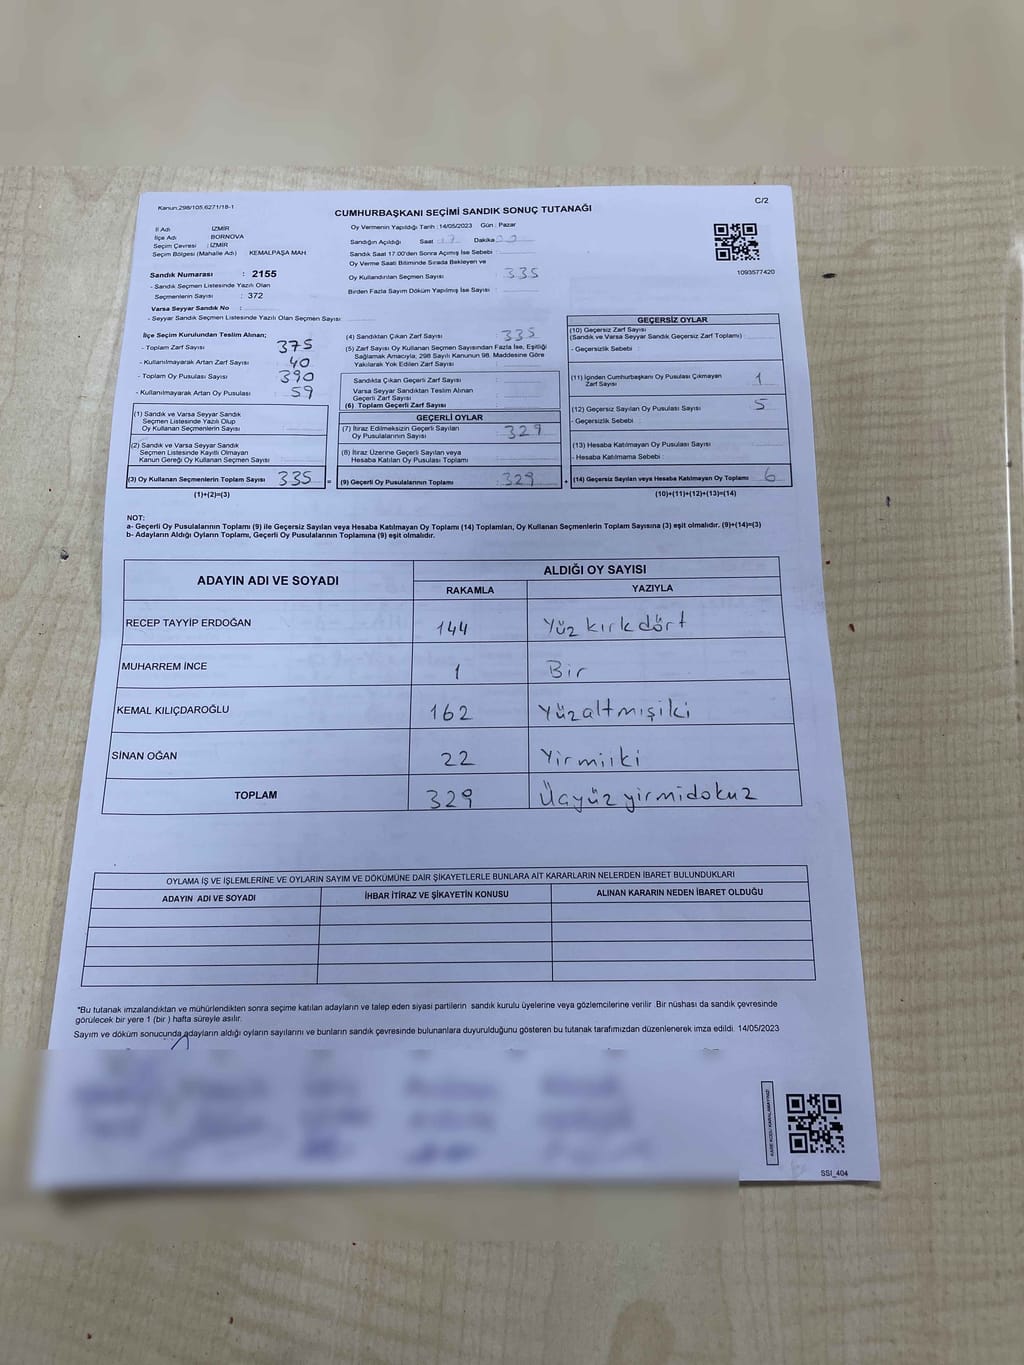 Kanun:298/105,6271/18-1
C/2
CUMHURBAŞKANI SEÇİMİ SANDIK SONUÇ TUTANAĞI
İl Adı : İZMİR
İlçe Adı : BORNOVA
Seçim Çevresi : İZMİR
Seçim Bölgesi (Mahalle Adı) : KEMALPAŞA MAH
Sandık Numarası : 2155
- Sandık Seçmen Listesinde Yazılı Olan
Seçmenlerin Sayısı : 372
Varsa Seyyar Sandık No :
- Seyyar Sandık Seçmen Listesinde Yazılı Olan Seçmen Sayısı:
Oy Vermenin Yapıldığı Tarih :14/05/2023 Gün : Pazar
Sandığın Açıldığı Saat : 17 Dakika
Sandık Saat 17:00'den Sonra Açılmış İse Sebebi :
Oy Verme Saati Bitiminde Sırada Bekleyen ve
Oy Kullandırılan Seçmen Sayısı : 335
Birden Fazla Sayım Döküm Yapılmış İse Sayısı :
1093577420
İlçe Seçim Kurulundan Teslim Alınan;
- Toplam Zarf Sayısı : 375
- Kullanılmayarak Artan Zarf Sayısı : 40
- Toplam Oy Pusulası Sayısı : 390
- Kullanılmayarak Artan Oy Pusulası : 59
(1) Sandık ve Varsa Seyyar Sandık
Seçmen Listesinde Yazılı Olup
Oy Kullanan Seçmenlerin Sayısı :
(2) Sandık ve Varsa Seyyar Sandık
Seçmen Listesinde Kayıtlı Olmayan
Kanun Gereği Oy Kullanan Seçmen Sayısı :
(3) Oy Kullanan Seçmenlerin Toplam Sayısı : 335 =
(1)+(2)=(3)
(4) Sandıktan Çıkan Zarf Sayısı : 335
(5) Zarf Sayısı Oy Kullanan Seçmen Sayısından Fazla İse, Eşitliği
Sağlamak Amacıyla, 298 Sayılı Kanunun 98. Maddesine Göre
Yakılarak Yok Edilen Zarf Sayısı :
Sandıkta Çıkan Geçerli Zarf Sayısı :
Varsa Seyyar Sandıktan Teslim Alınan
Geçerli Zarf Sayısı :
(6) Toplam Geçerli Zarf Sayısı :
GEÇERLİ OYLAR
(7) İtiraz Edilmeksizin Geçerli Sayılan
Oy Pusulalarının Sayısı : 329
(8) İtiraz Üzerine Geçerli Sayılan veya
Hesaba Katılan Oy Pusulası Toplamı :
(9) Geçerli Oy Pusulalarının Toplamı : 329 +
GEÇERSİZ OYLAR
(10) Geçersiz Zarf Sayısı
(Sandık ve Varsa Seyyar Sandık Geçersiz Zarf Toplamı) :
- Geçersizlik Sebebi :
(11) İçinden Cumhurbaşkanı Oy Pusulası Çıkmayan
Zarf Sayısı : 1
(12) Geçersiz Sayılan Oy Pusulası Sayısı : 5
- Geçersizlik Sebebi :
(13) Hesaba Katılmayan Oy Pusulası Sayısı :
- Hesaba Katılmama Sebebi :
(14) Geçersiz Sayılan veya Hesaba Katılmayan Oy Toplamı : 6
(10)+(11)+(12)+(13)=(14)
NOT:
a- Geçerli Oy Pusulalarının Toplamı (9) ile Geçersiz Sayılan veya Hesaba Katılmayan Oy Toplamı (14) Toplamları, Oy Kullanan Seçmenlerin Toplam Sayısına (3) eşit olmalıdır. (9)+(14)=(3)
b- Adayların Aldığı Oyların Toplamı, Geçerli Oy Pusulalarının Toplamına (9) eşit olmalıdır.
ADAYIN ADI VE SOYADI ALDIĞI OY SAYISI
RAKAMLA YAZIYLA
RECEP TAYYİP ERDOĞAN 144 Yüz kırk dört
MUHARREM İNCE 1 Bir
KEMAL KILIÇDAROĞLU 162 Yüzaltmışiki
SİNAN OĞAN 22 Yirmiiki
TOPLAM 329 Üçyüz yirmidokuz
OYLAMA İŞ VE İŞLEMLERİNE VE OYLARIN SAYIM VE DÖKÜMÜNE DAİR ŞİKAYETLERLE BUNLARA AİT KARARLARIN NELERDEN İBARET BULUNDUKLARI
ADAYIN ADI VE SOYADI İHBAR İTİRAZ VE ŞİKAYETİN KONUSU ALINAN KARARIN NEDEN İBARET OLDUĞU
*Bu tutanak imzalandıktan ve mühürlendikten sonra seçime katılan adayların ve talep eden siyasi partilerin sandık kurulu üyelerine veya gözlemcilerine verilir .Bir nüshası da sandık çevresinde
görülecek bir yere 1 (bir ) hafta süreyle asılır.
Sayım ve döküm sonucunda adayların aldığı oyların sayılarını ve bunların sandık çevresinde bulunanlara duyurulduğunu gösteren bu tutanak tarafımızdan düzenlenerek imza edildi. 14/05/2023
SSI_404